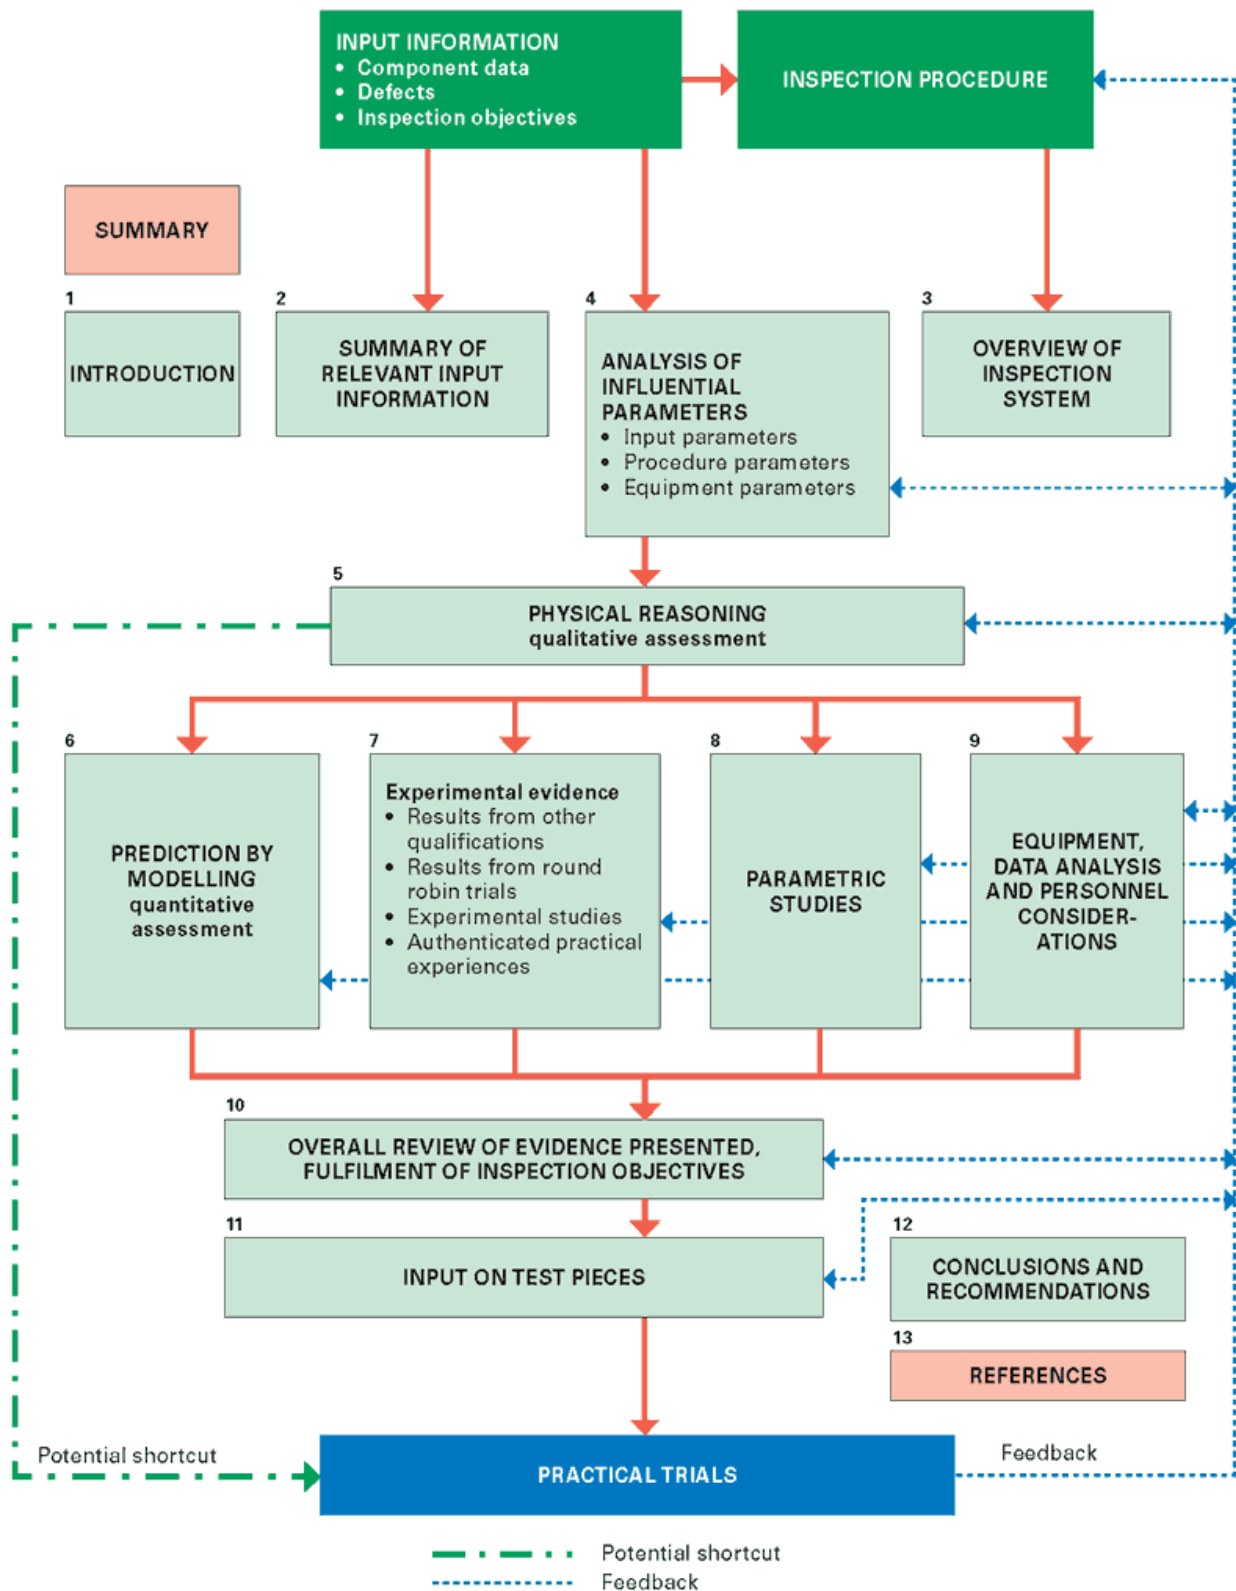 INPUT INFORMATION
• Component data
• Defects
• Inspection objectives
INSPECTION PROCEDURE
SUMMARY
1
INTRODUCTION
2
SUMMARY OF
RELEVANT INPUT
INFORMATION
4
ANALYSIS OF
INFLUENTIAL
PARAMETERS
• Input parameters
• Procedure parameters
• Equipment parameters
3
OVERVIEW OF
INSPECTION
SYSTEM
5
PHYSICAL REASONING
qualitative assessment
6
PREDICTION BY
MODELLING
quantitative
assessment
7
Experimental evidence
• Results from other
qualifications
• Results from round
robin trials
• Experimental studies
• Authenticated practical
experiences
8
PARAMETRIC
STUDIES
9
EQUIPMENT,
DATA ANALYSIS
AND PERSONNEL
CONSIDER-
ATIONS
10
OVERALL REVIEW OF EVIDENCE PRESENTED,
FULFILMENT OF INSPECTION OBJECTIVES
11
INPUT ON TEST PIECES
12
CONCLUSIONS AND
RECOMMENDATIONS
13
REFERENCES
Potential shortcut
PRACTICAL TRIALS
Feedback
Potential shortcut
Feedback